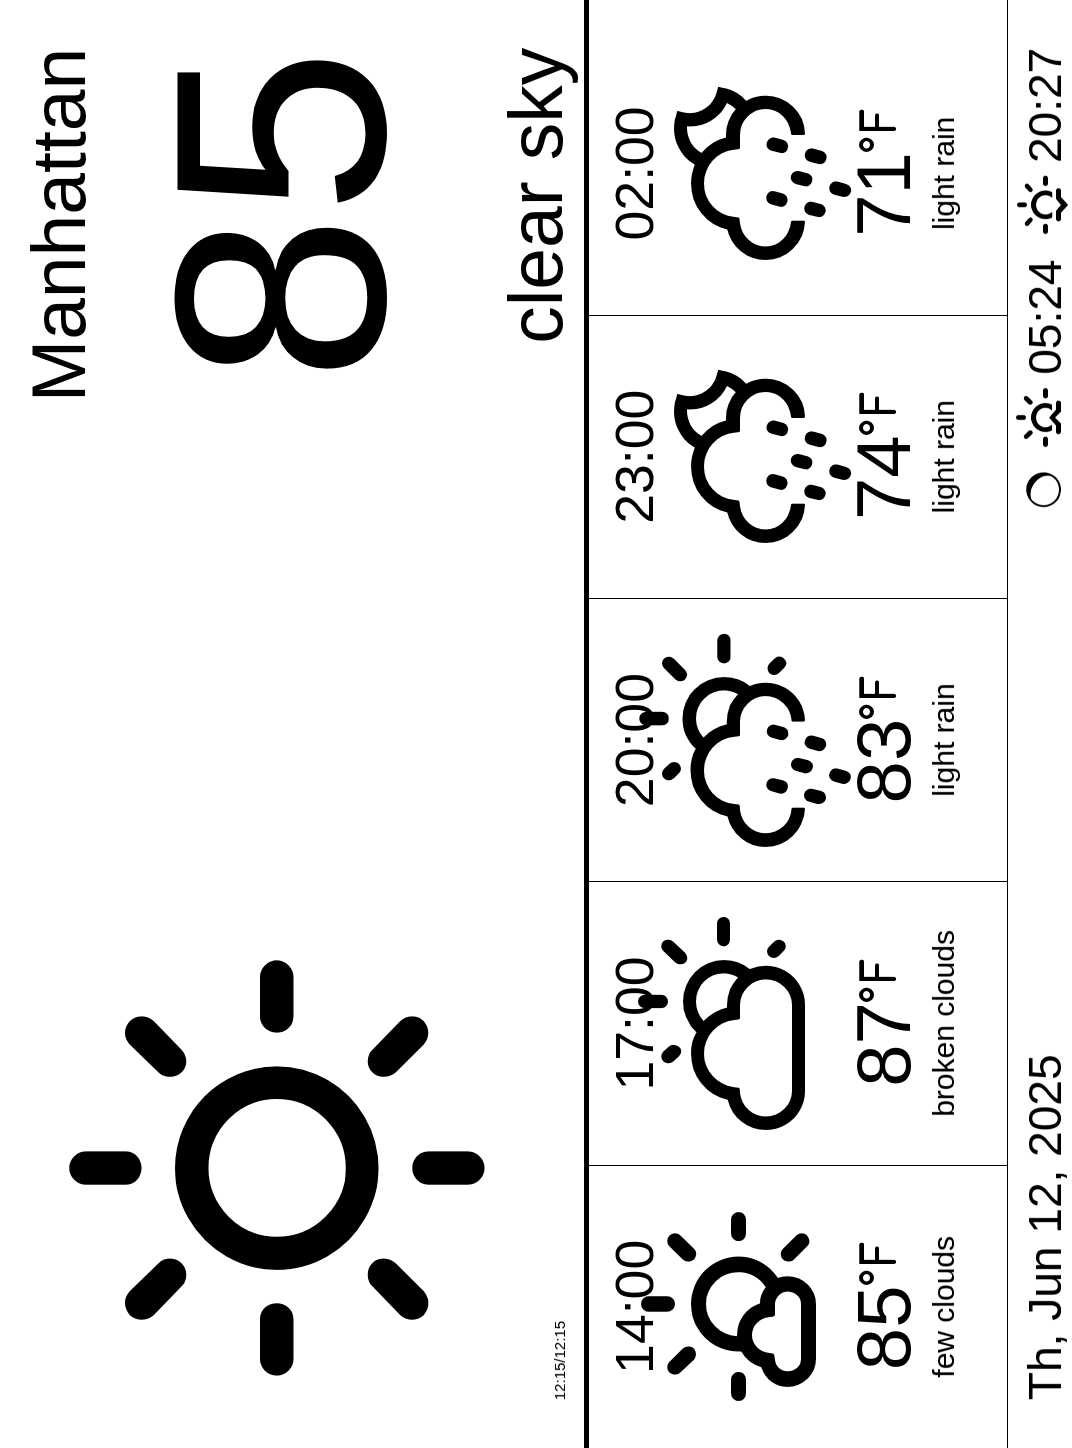 Manhattan
85
clear sky
12:15/12:15
14:00
85°F
few clouds
17:00
87°F
broken clouds
20:00
83°F
light rain
23:00
74°F
light rain
02:00
71°F
light rain
Th, Jun 12, 2025
05:24
20:27